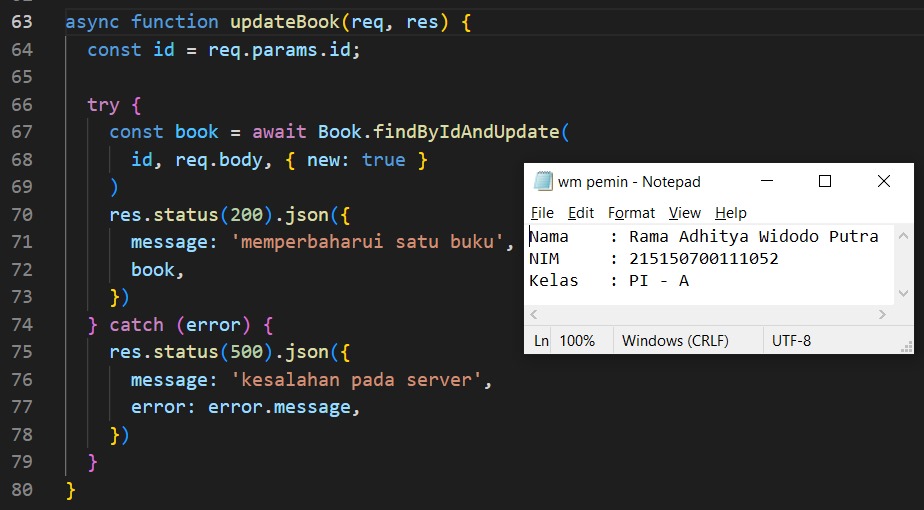 63 async function updateBook(req, res) {
64   const id = req.params.id;
65
66   try {
67     const book = await Book.findByIdAndUpdate(
68       id, req.body, { new: true }
69     )
70     res.status(200).json({
71       message: 'memperbaharui satu buku',
72       book,
73     })
74   } catch (error) {
75     res.status(500).json({
76       message: 'kesalahan pada server',
77       error: error.message,
78     })
79   }
80 }
wm pemin - Notepad
File Edit Format View Help
Nama    : Rama Adhitya Widodo Putra
NIM     : 215150700111052
Kelas   : PI - A
Ln 100% Windows (CRLF) UTF-8